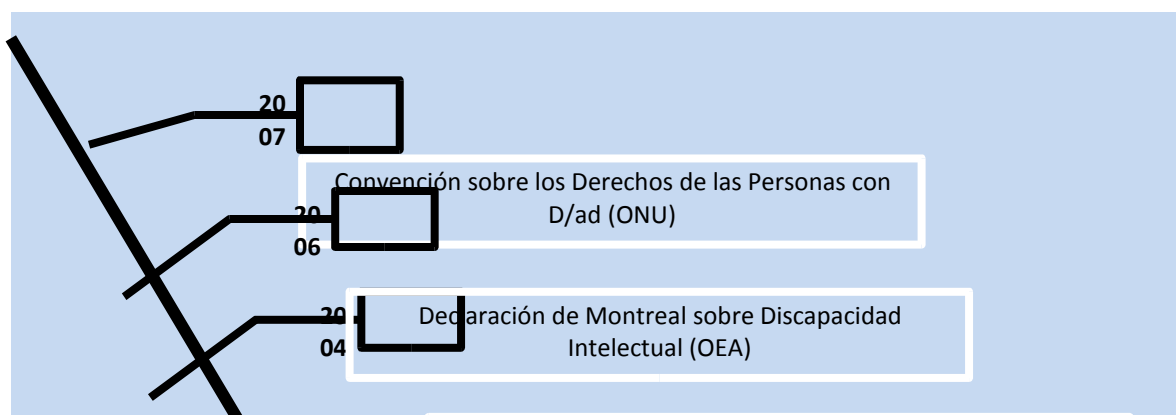 20
07
Convención sobre los Derechos de las Personas con
D/ad (ONU)
20
06
Declaración de Montreal sobre Discapacidad
Intelectual (OEA)
20
04